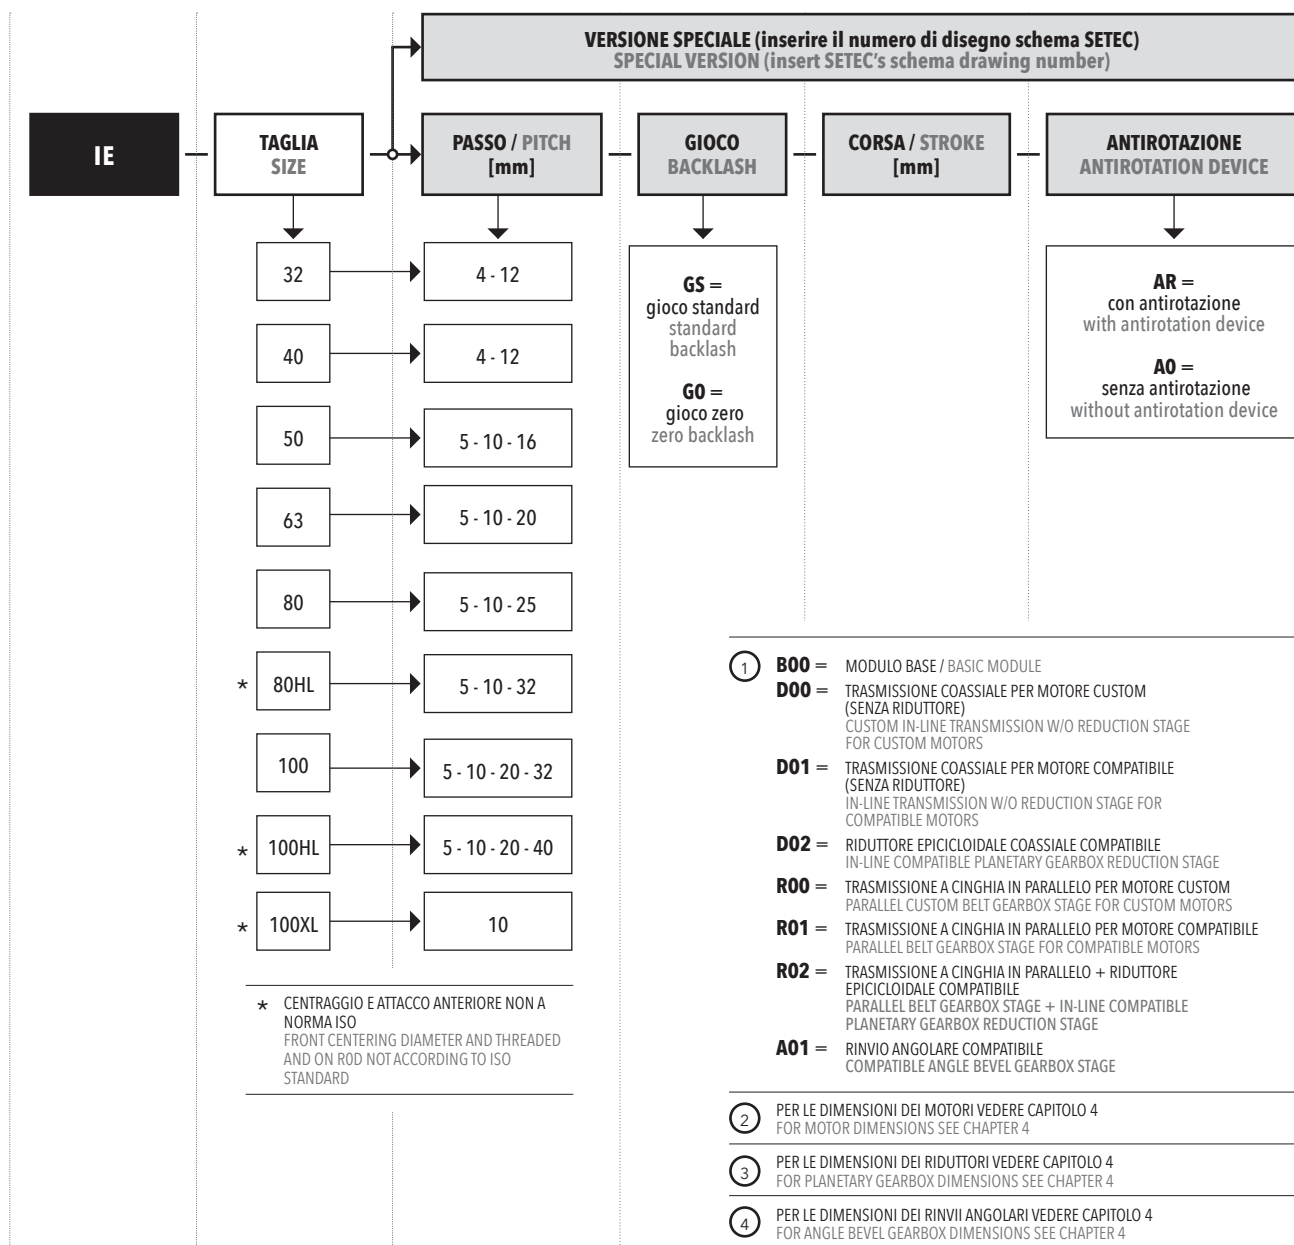 VERSIONE SPECIALE (inserire il numero di disegno schema SETEC)
SPECIAL VERSION (insert SETEC's schema drawing number)
IE
TAGLIA
SIZE
PASSO / PITCH
[mm]
GIOCO
BACKLASH
CORSA / STROKE
[mm]
ANTIROTAZIONE
ANTIROTATION DEVICE
32
4 - 12
40
4 - 12
50
5 - 10 - 16
63
5 - 10 - 20
80
5 - 10 - 25
* 80HL
5 - 10 - 32
100
5 - 10 - 20 - 32
* 100HL
5 - 10 - 20 - 40
* 100XL
10
GS =
gioco standard
standard
backlash
G0 =
gioco zero
zero backlash
AR =
con antirotazione
with antirotation device
A0 =
senza antirotazione
without antirotation device
* CENTRAGGIO E ATTACCO ANTERIORE NON A
NORMA ISO
FRONT CENTERING DIAMETER AND THREADED
AND ON ROD NOT ACCORDING TO ISO
STANDARD
1 B00 = MODULO BASE / BASIC MODULE
D00 = TRASMISSIONE COASSIALE PER MOTORE CUSTOM
(SENZA RIDUTTORE)
CUSTOM IN-LINE TRANSMISSION W/O REDUCTION STAGE
FOR CUSTOM MOTORS
D01 = TRASMISSIONE COASSIALE PER MOTORE COMPATIBILE
(SENZA RIDUTTORE)
IN-LINE TRANSMISSION W/O REDUCTION STAGE FOR
COMPATIBLE MOTORS
D02 = RIDUTTORE EPICICLOIDALE COASSIALE COMPATIBILE
IN-LINE COMPATIBLE PLANETARY GEARBOX REDUCTION STAGE
R00 = TRASMISSIONE A CINGHIA IN PARALLELO PER MOTORE CUSTOM
PARALLEL CUSTOM BELT GEARBOX STAGE FOR CUSTOM MOTORS
R01 = TRASMISSIONE A CINGHIA IN PARALLELO PER MOTORE COMPATIBILE
PARALLEL BELT GEARBOX STAGE FOR COMPATIBLE MOTORS
R02 = TRASMISSIONE A CINGHIA IN PARALLELO + RIDUTTORE
EPICICLOIDALE COMPATIBILE
PARALLEL BELT GEARBOX STAGE + IN-LINE COMPATIBLE
PLANETARY GEARBOX REDUCTION STAGE
A01 = RINVIO ANGOLARE COMPATIBILE
COMPATIBLE ANGLE BEVEL GEARBOX STAGE
2 PER LE DIMENSIONI DEI MOTORI VEDERE CAPITOLO 4
FOR MOTOR DIMENSIONS SEE CHAPTER 4
3 PER LE DIMENSIONI DEI RIDUTTORI VEDERE CAPITOLO 4
FOR PLANETARY GEARBOX DIMENSIONS SEE CHAPTER 4
4 PER LE DIMENSIONI DEI RINVII ANGOLARI VEDERE CAPITOLO 4
FOR ANGLE BEVEL GEARBOX DIMENSIONS SEE CHAPTER 4